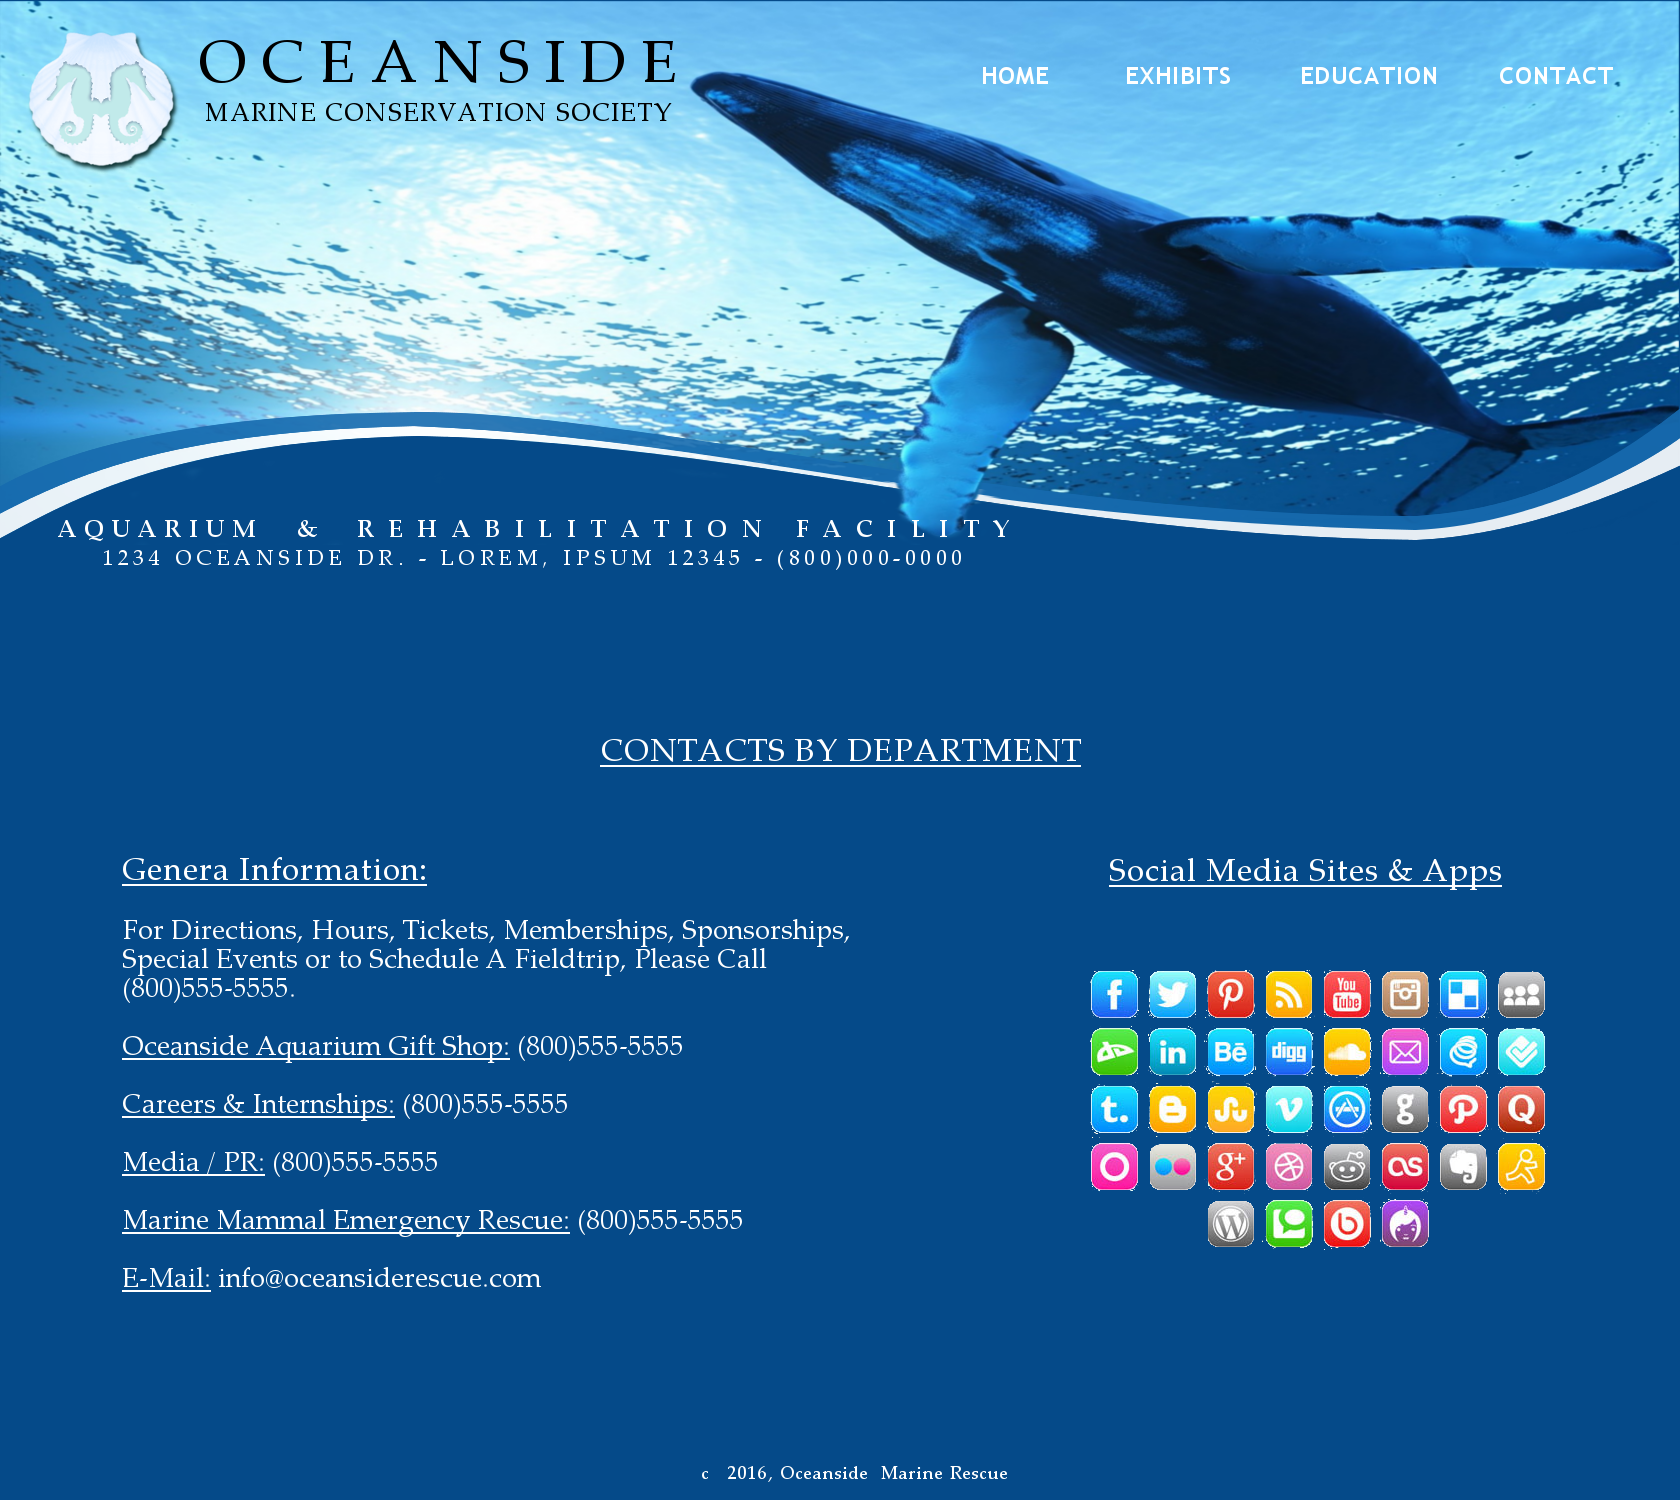 OCEANSIDE
MARINE CONSERVATION SOCIETY
HOME EXHIBITS EDUCATION CONTACT
AQUARIUM & REHABILITATION FACILITY
1234 OCEANSIDE DR. - LOREM, IPSUM 12345 - (800)000-0000
CONTACTS BY DEPARTMENT
Genera Information:
For Directions, Hours, Tickets, Memberships, Sponsorships,
Special Events or to Schedule A Fieldtrip, Please Call
(800)555-5555.
Oceanside Aquarium Gift Shop: (800)555-5555
Careers & Internships: (800)555-5555
Media / PR: (800)555-5555
Marine Mammal Emergency Rescue: (800)555-5555
E-Mail: info@oceansiderescue.com
Social Media Sites & Apps
f You Tube
in Bē digg
t. B v g P Q
g+ as
W b
c 2016, Oceanside Marine Rescue